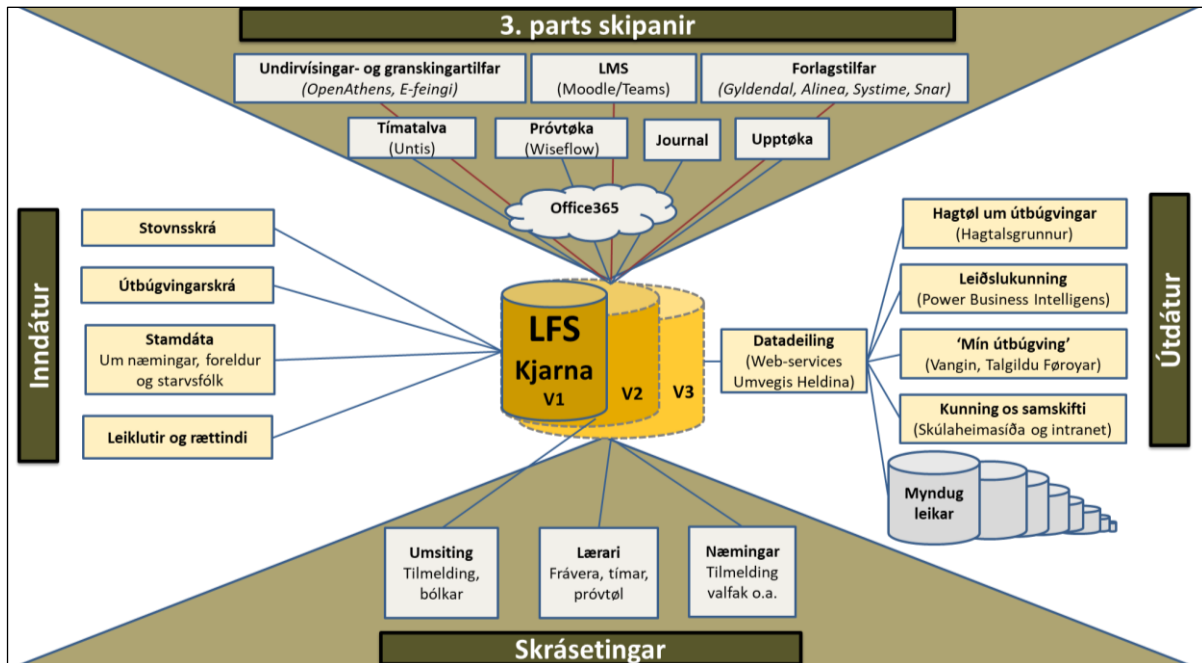 3. parts skipanir
Undirvísingar- og granskingartilfar
(OpenAthens, E-feingi)
LMS
(Moodle/Teams)
Forlagstilfar
(Gyldendal, Alinea, Systime, Snar)
Tímatalva
(Untis)
Próvtøka
(Wiseflow)
Journal
Upptøka
Office365
Inndátur
Stovnsskrá
Útbúgvingarskrá
Stamdáta
Um næmingar, foreldur
og starvsfólk
Leiklutir og rættindi
LFS
Kjarna
V1
V2
V3
Datadeiling
(Web-services
Umvegis Heldina)
Hagtøl um útbúgvingar
(Hagtalsgrunnur)
Leiðslukunning
(Power Business Intelligens)
‘Mín útbúgving’
(Vangin, Talgildu Føroyar)
Kunning os samskifti
(Skúlaheimasíða og intranet)
Myndug
leikar
Útdátur
Umsiting
Tilmelding,
bólkar
Lærari
Frávera, tímar,
próvtøl
Næmingar
Tilmelding
valfak o.a.
Skrásetingar